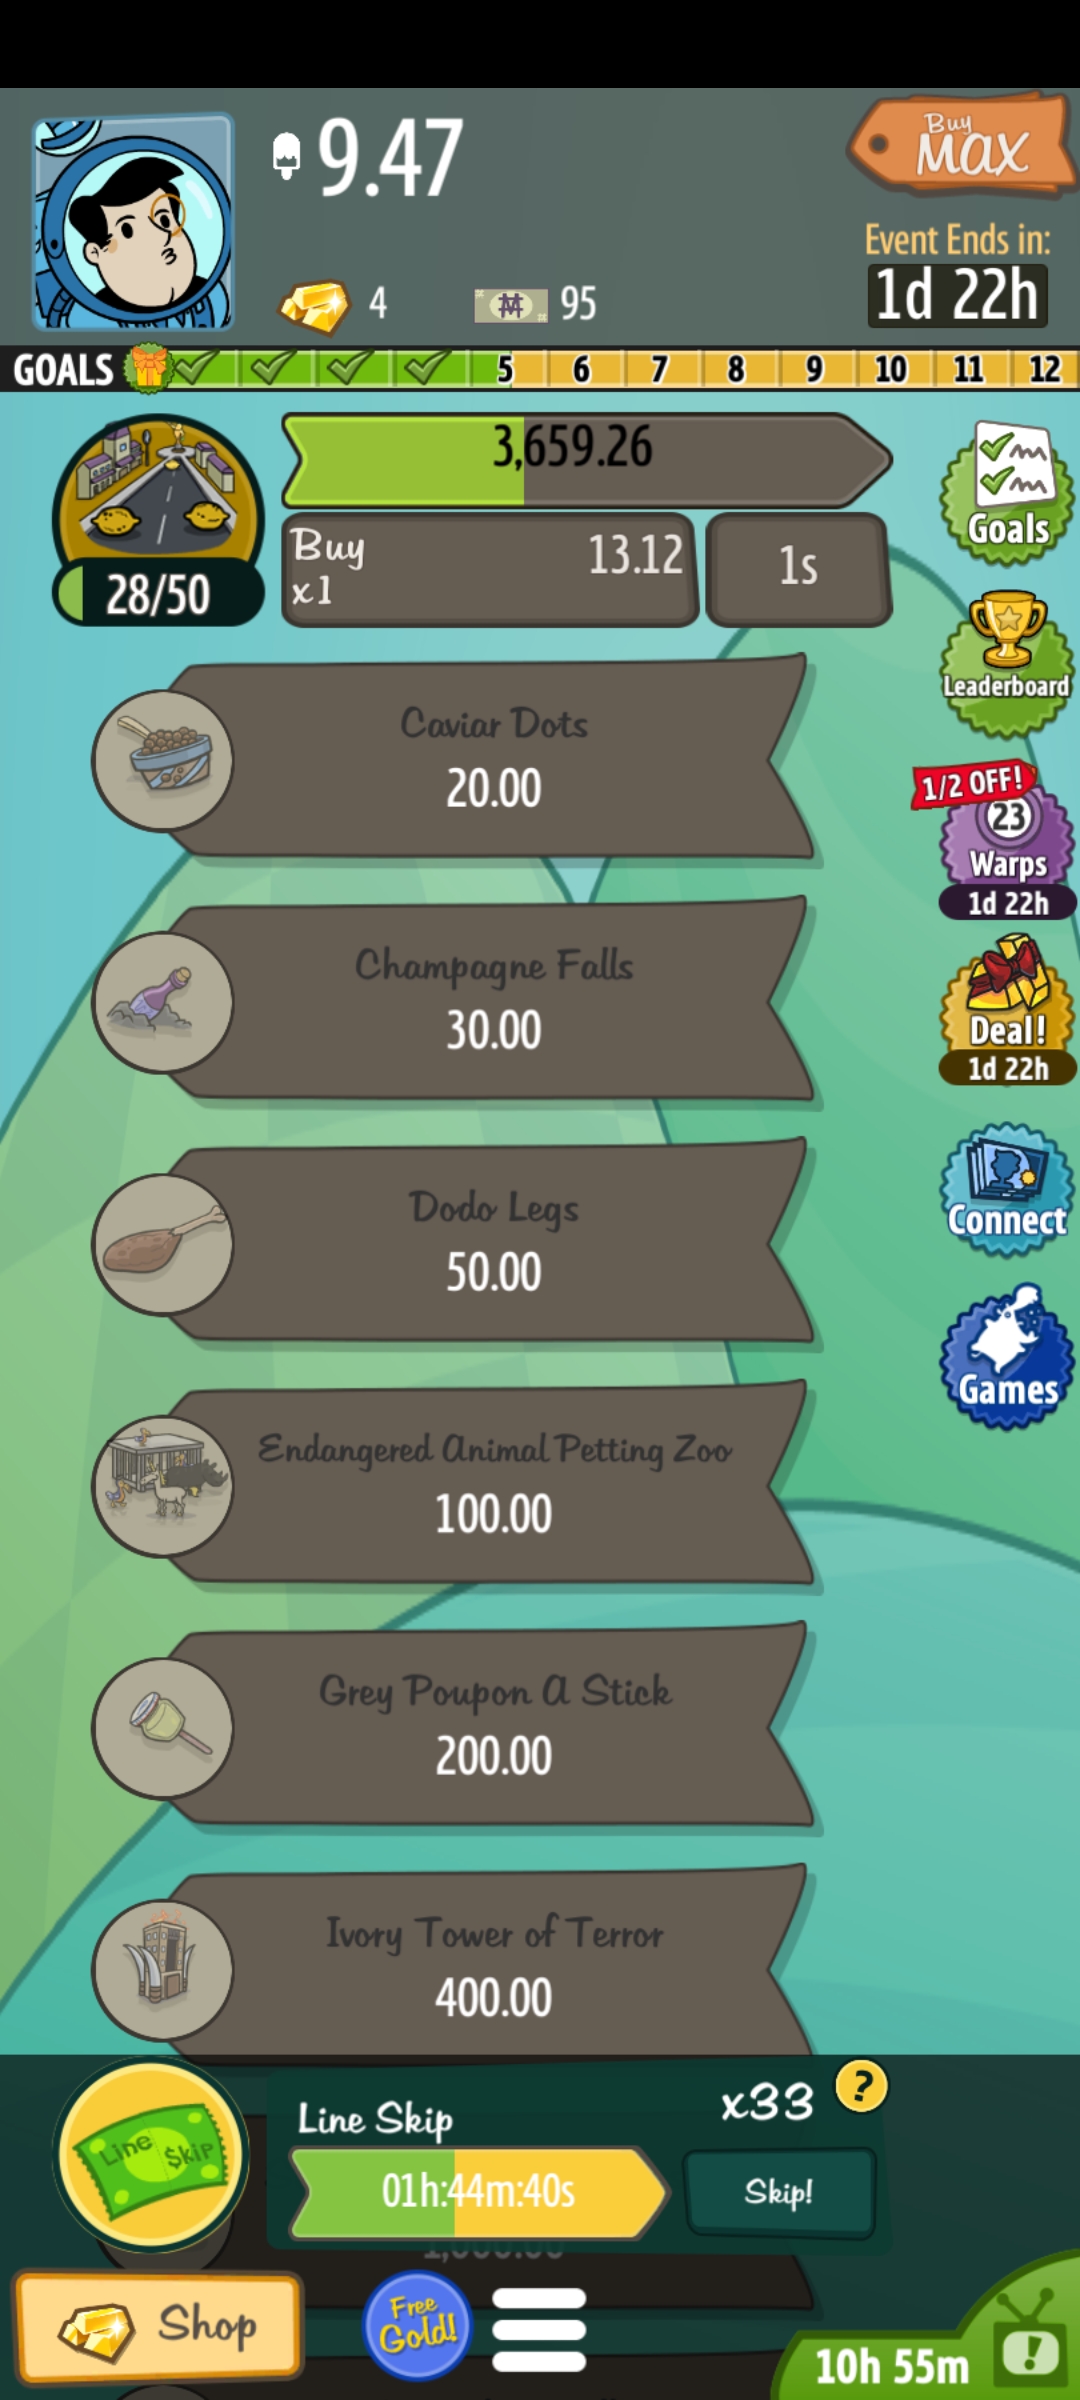 9.47
Buy
MAX
Event Ends in:
1d 22h
4
95
GOALS
5 6 7 8 9 10 11 12
3,659.26
28/50
Buy
x1
13.12
1s
Goals
Leaderboard
1/2 OFF!
23
Warps
1d 22h
Deal!
1d 22h
Connect
Games
Caviar Dots
20.00
Champagne Falls
30.00
Dodo Legs
50.00
Endangered Animal Petting Zoo
100.00
Grey Poupon A Stick
200.00
Ivory Tower of Terror
400.00
Line $kip
Line Skip
x33
?
01h:44m:40s
Skip!
Shop
Free
Gold!
10h 55m
!